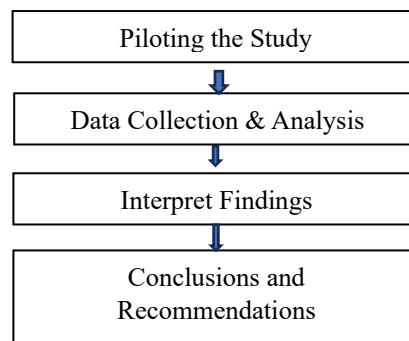 Piloting the Study
Data Collection & Analysis
Interpret Findings
Conclusions and
Recommendations